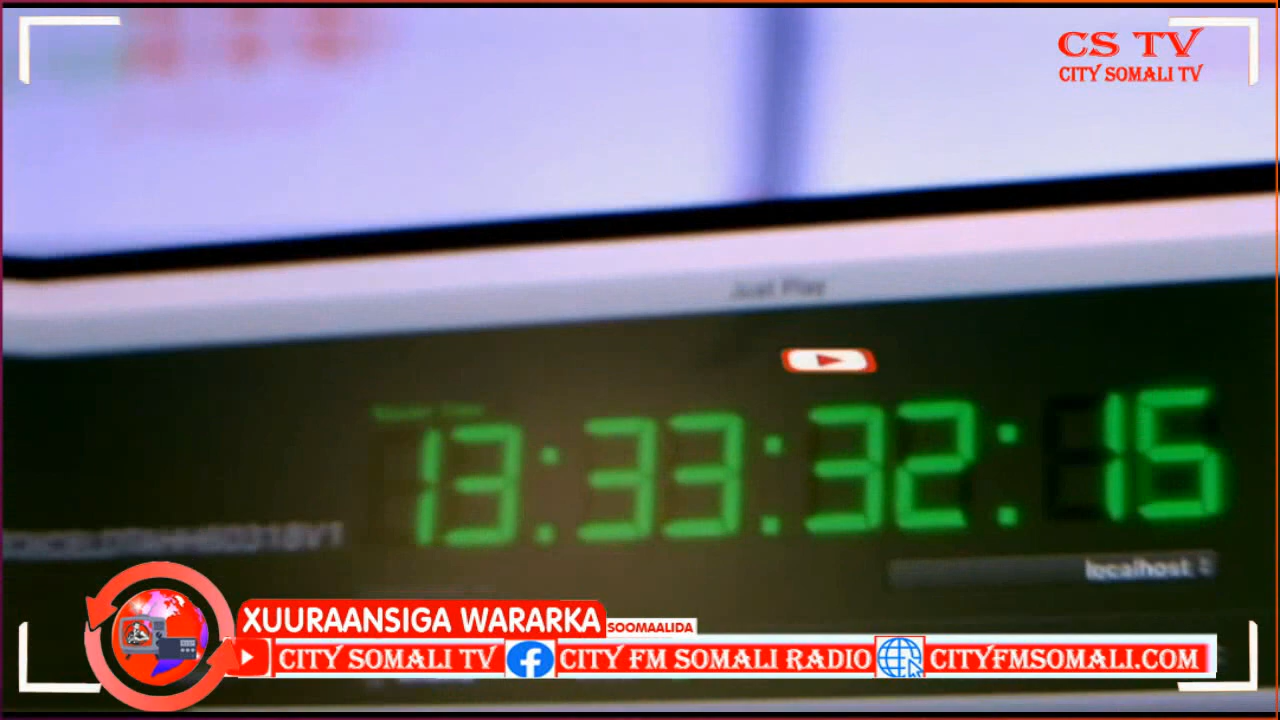 CS TV
CITY SOMALI TV
Just Play
13:33:32:15
localhost
XUURAANSIGA WARARKA
SOOMAALIDA
CITY SOMALI TV CITY FM SOMALI RADIO CITYFMSOMALI.COM